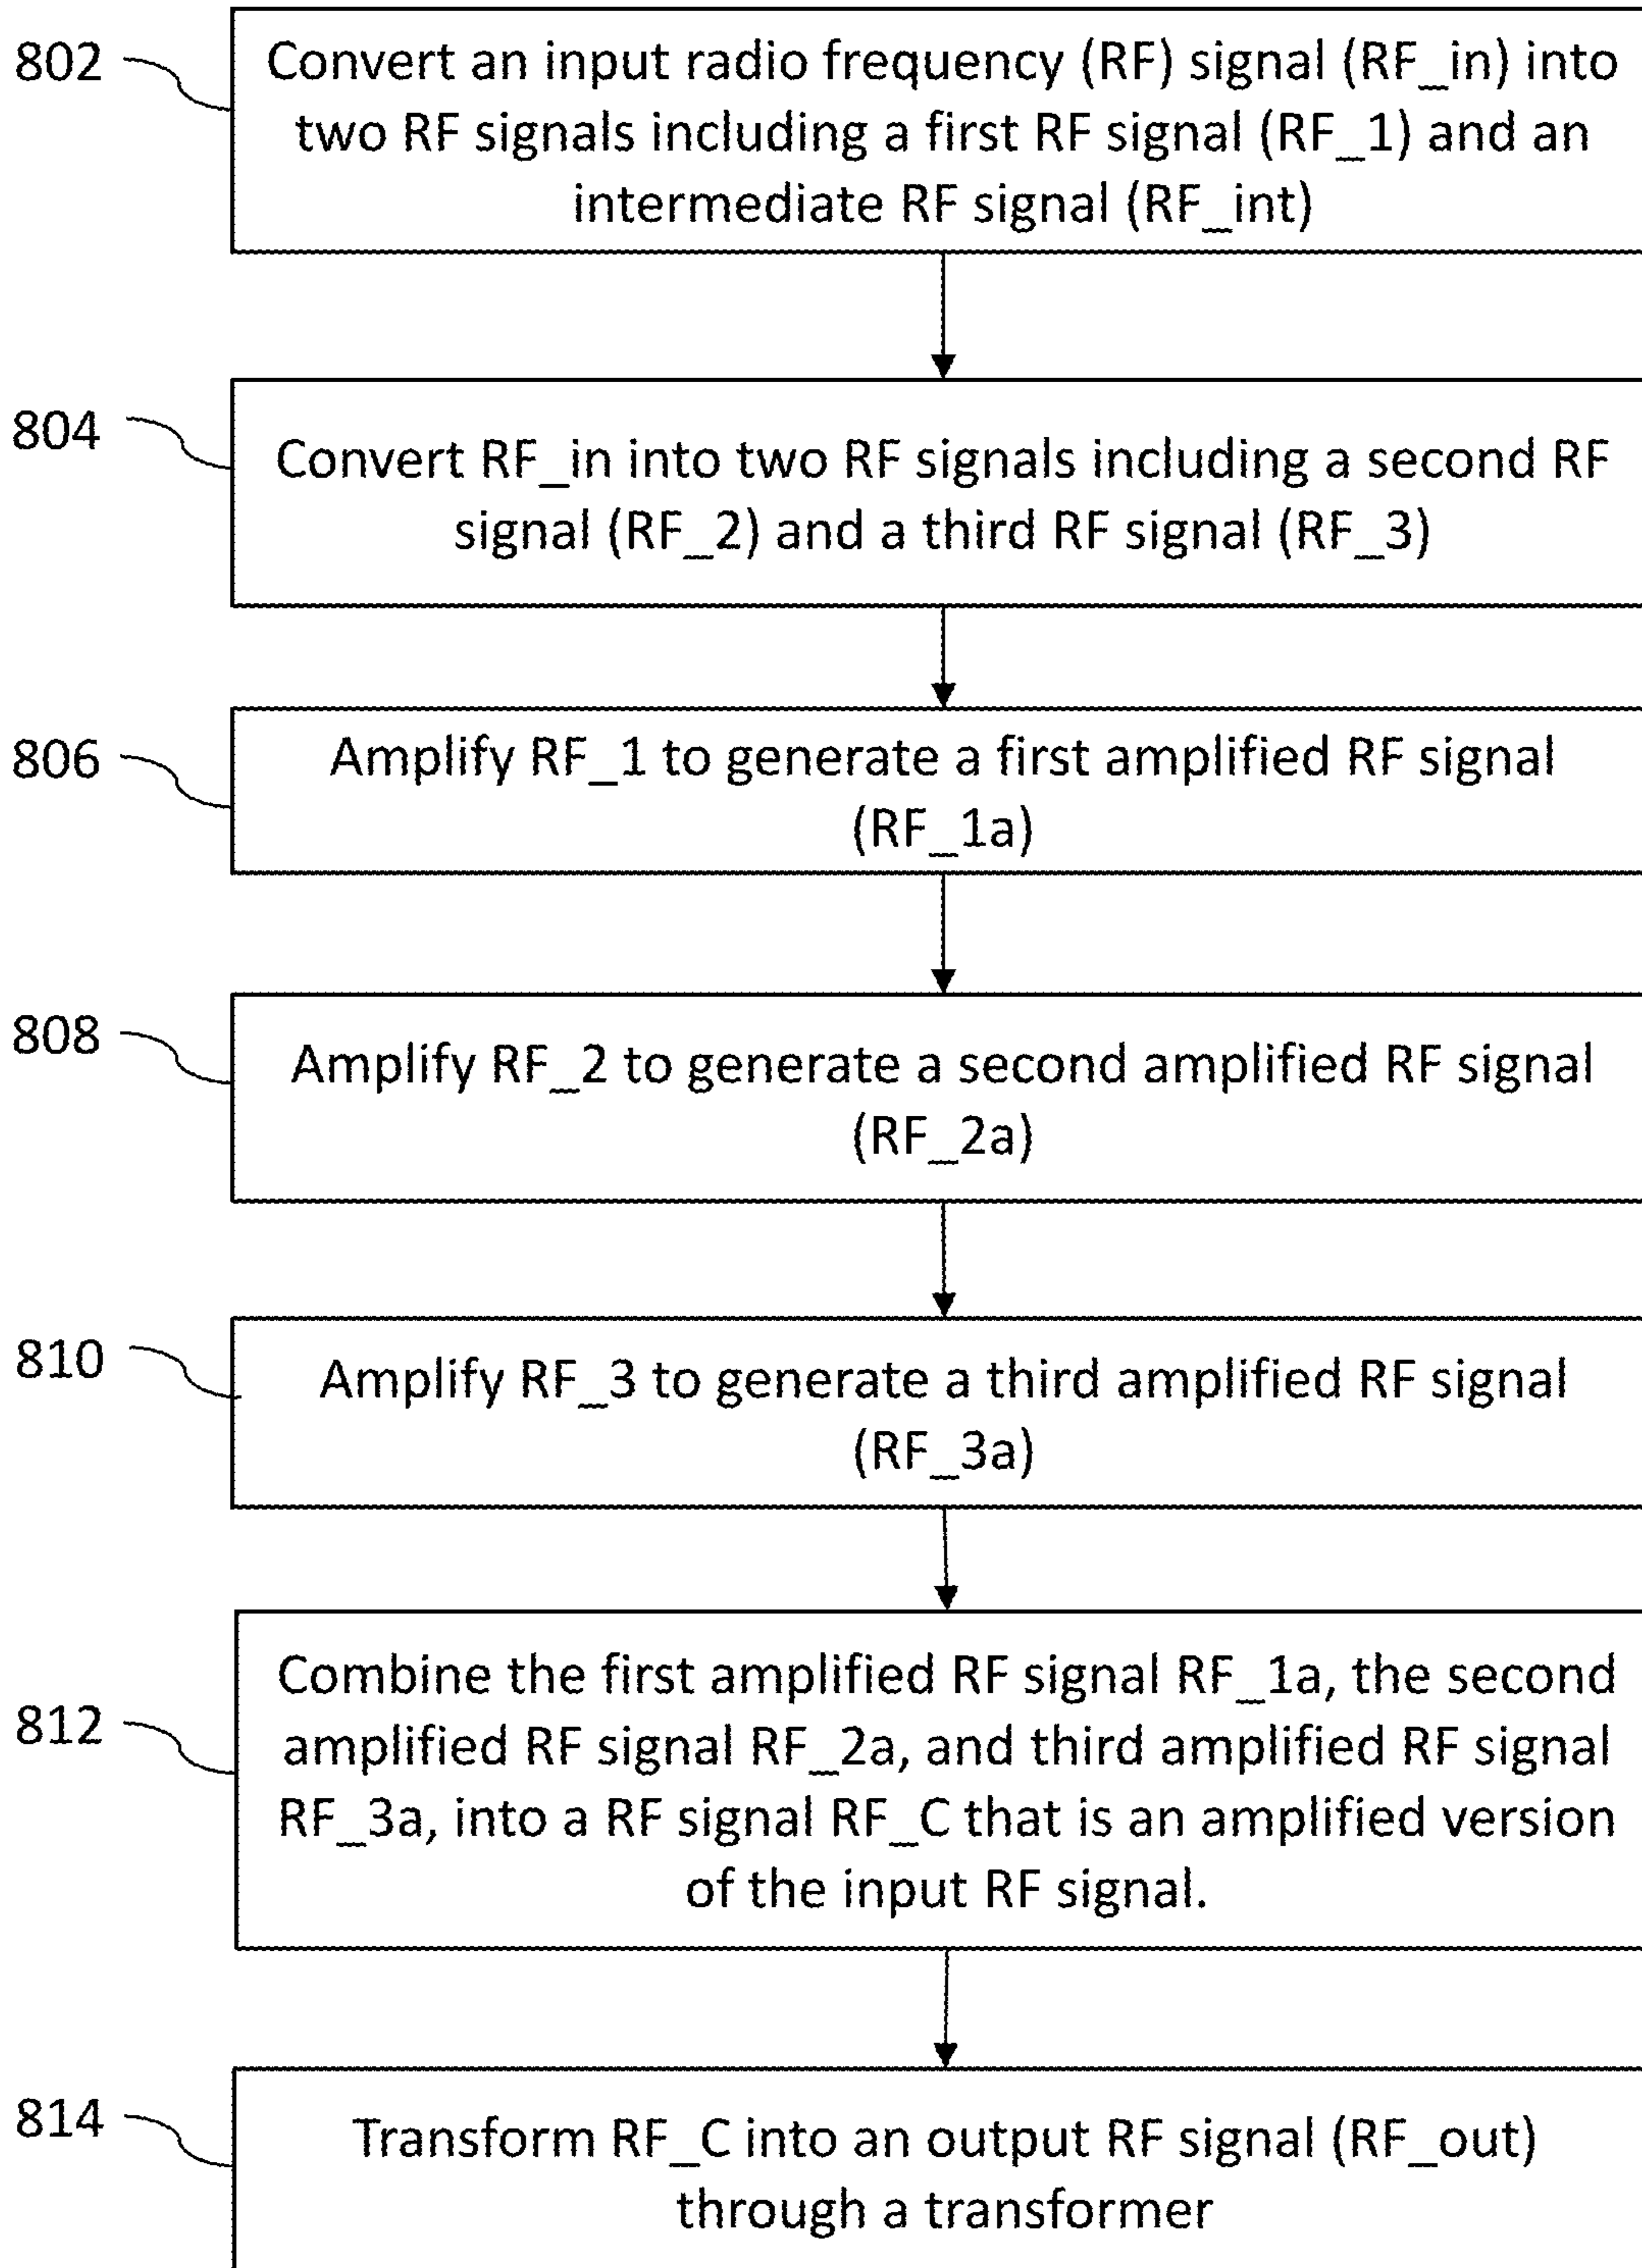 802
Convert an input radio frequency (RF) signal (RF_in) into
two RF signals including a first RF signal (RF_1) and an
intermediate RF signal (RF_int)
804
Convert RF_in into two RF signals including a second RF
signal (RF_2) and a third RF signal (RF_3)
806
Amplify RF_1 to generate a first amplified RF signal
(RF_1a)
808
Amplify RF_2 to generate a second amplified RF signal
(RF_2a)
810
Amplify RF_3 to generate a third amplified RF signal
(RF_3a)
812
Combine the first amplified RF signal RF_1a, the second
amplified RF signal RF_2a, and third amplified RF signal
RF_3a, into a RF signal RF_C that is an amplified version
of the input RF signal.
814
Transform RF_C into an output RF signal (RF_out)
through a transformer